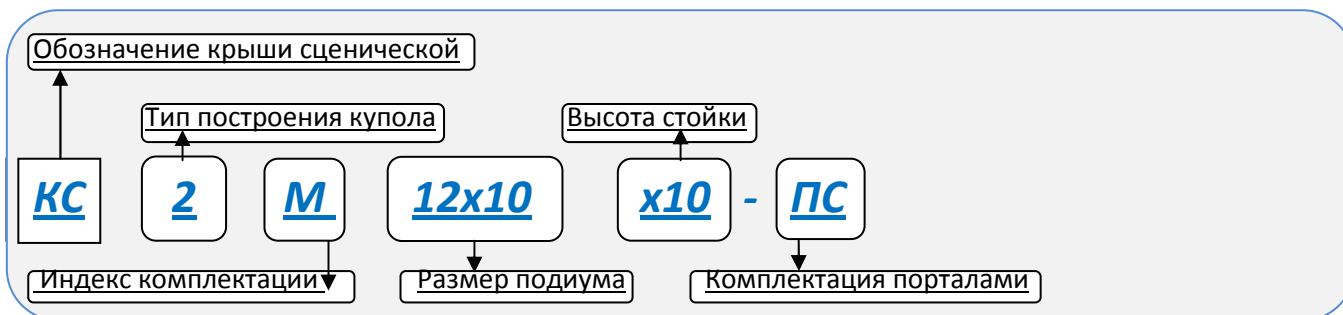 Обозначение крыши сценической
Тип построения купола Высота стойки
КС 2 М 12х10 х10 - ПС
Индекс комплектации Размер подиума Комплектация порталами